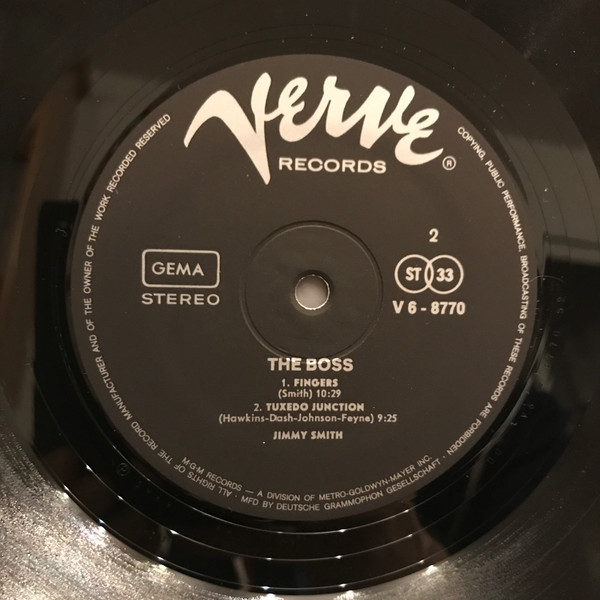 Verve
RECORDS ®
2
GEMA
STEREO
ST 33
V 6 - 8770
THE BOSS
1. FINGERS
(Smith) 10:29
2. TUXEDO JUNCTION
(Hawkins-Dash-Johnson-Feyne) 9:25
JIMMY SMITH
M·G·M RECORDS — A DIVISION OF METRO-GOLDWYN-MAYER INC.
ALL RIGHTS OF THE RECORD MANUFACTURER AND OF THE OWNER OF THE WORK RECORDED RESERVED
COPYING, PUBLIC PERFORMANCE, BROADCASTING OF THESE RECORDS ARE FORBIDDEN
· MFD BY DEUTSCHE GRAMMOPHON GESELLSCHAFT ·